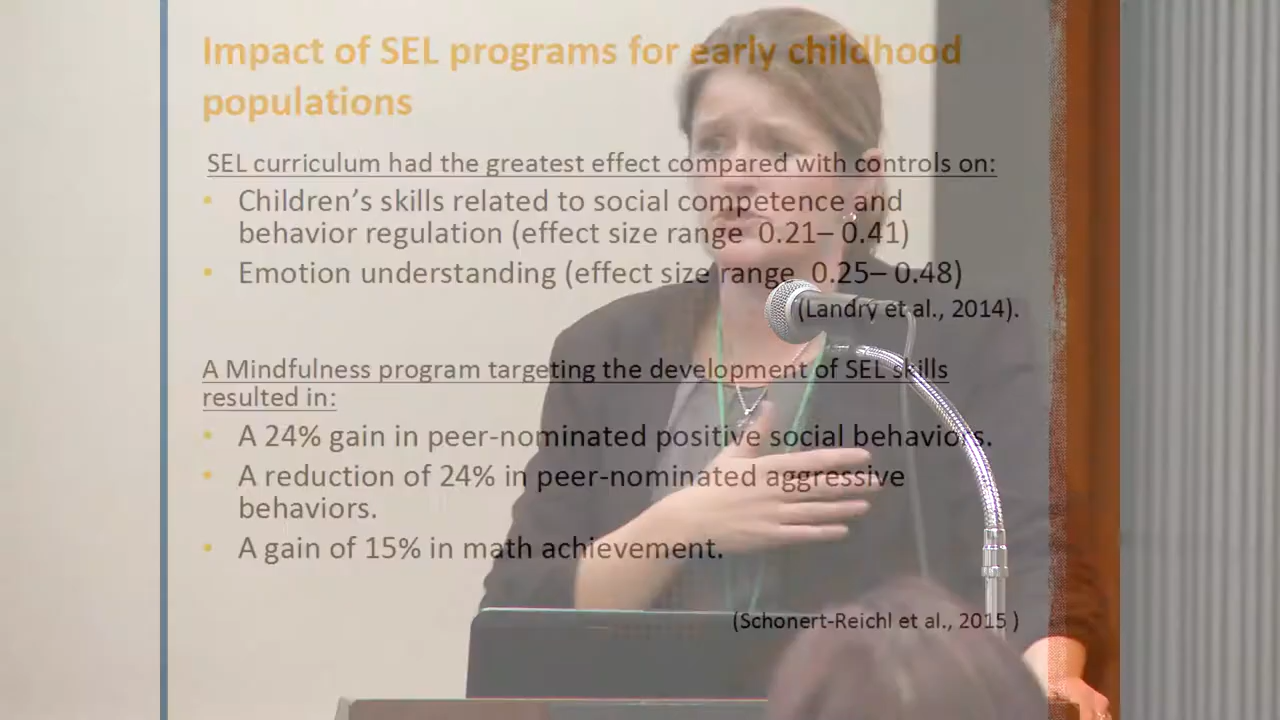 Impact of SEL programs for early childhood
populations
SEL curriculum had the greatest effect compared with controls on:
• Children’s skills related to social competence and
behavior regulation (effect size range 0.21– 0.41)
• Emotion understanding (effect size range 0.25– 0.48)
(Landry et al., 2014).
A Mindfulness program targeting the development of SEL skills
resulted in:
• A 24% gain in peer-nominated positive social behaviors.
• A reduction of 24% in peer-nominated aggressive
behaviors.
• A gain of 15% in math achievement.
(Schonert-Reichl et al., 2015 )